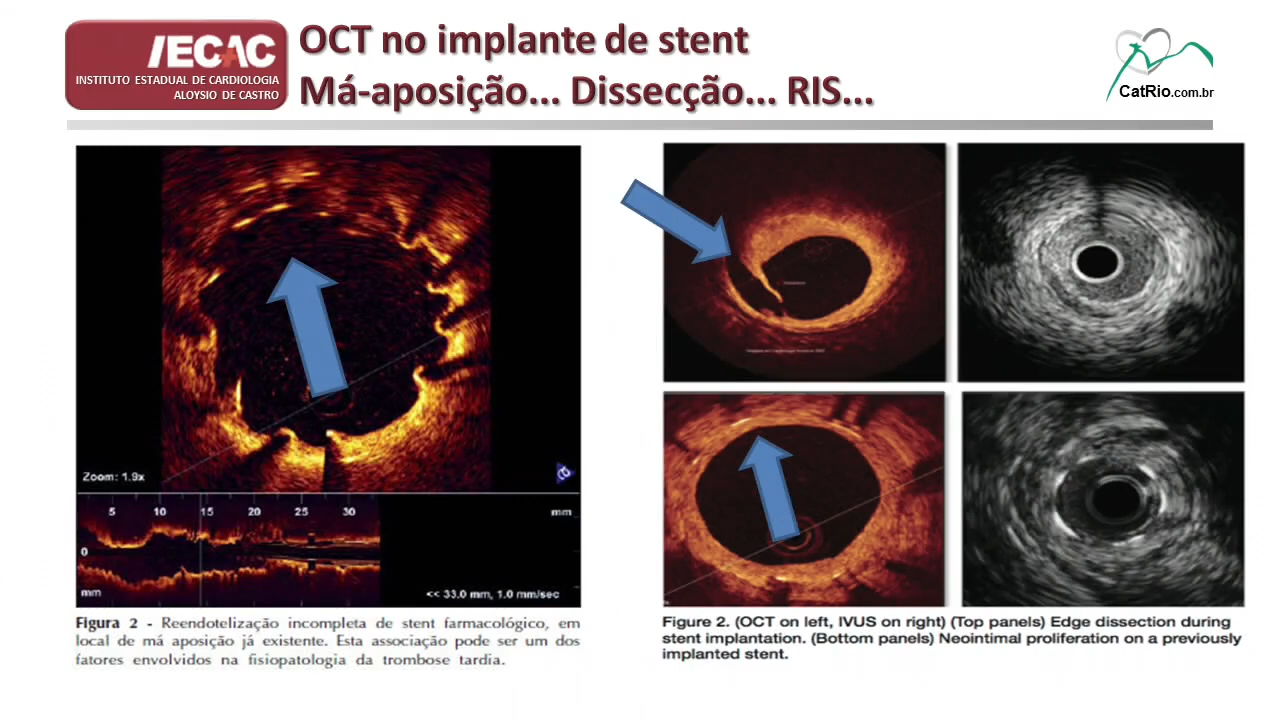 IECAC
INSTITUTO ESTADUAL DE CARDIOLOGIA
ALOYSIO DE CASTRO
OCT no implante de stent
Má-aposição... Dissecção... RIS...
CatRio.com.br
Zoom: 1.9x
5 10 15 20 25 30 mm
0
mm
<< 33.0 mm, 1.0 mm/sec
Figura 2 - Reendotelização incompleta de stent farmacológico, em
local de má aposição já existente. Esta associação pode ser um dos
fatores envolvidos na fisiopatologia da trombose tardia.
Figure 2. (OCT on left, IVUS on right) (Top panels) Edge dissection during
stent implantation. (Bottom panels) Neointimal proliferation on a previously
implanted stent.